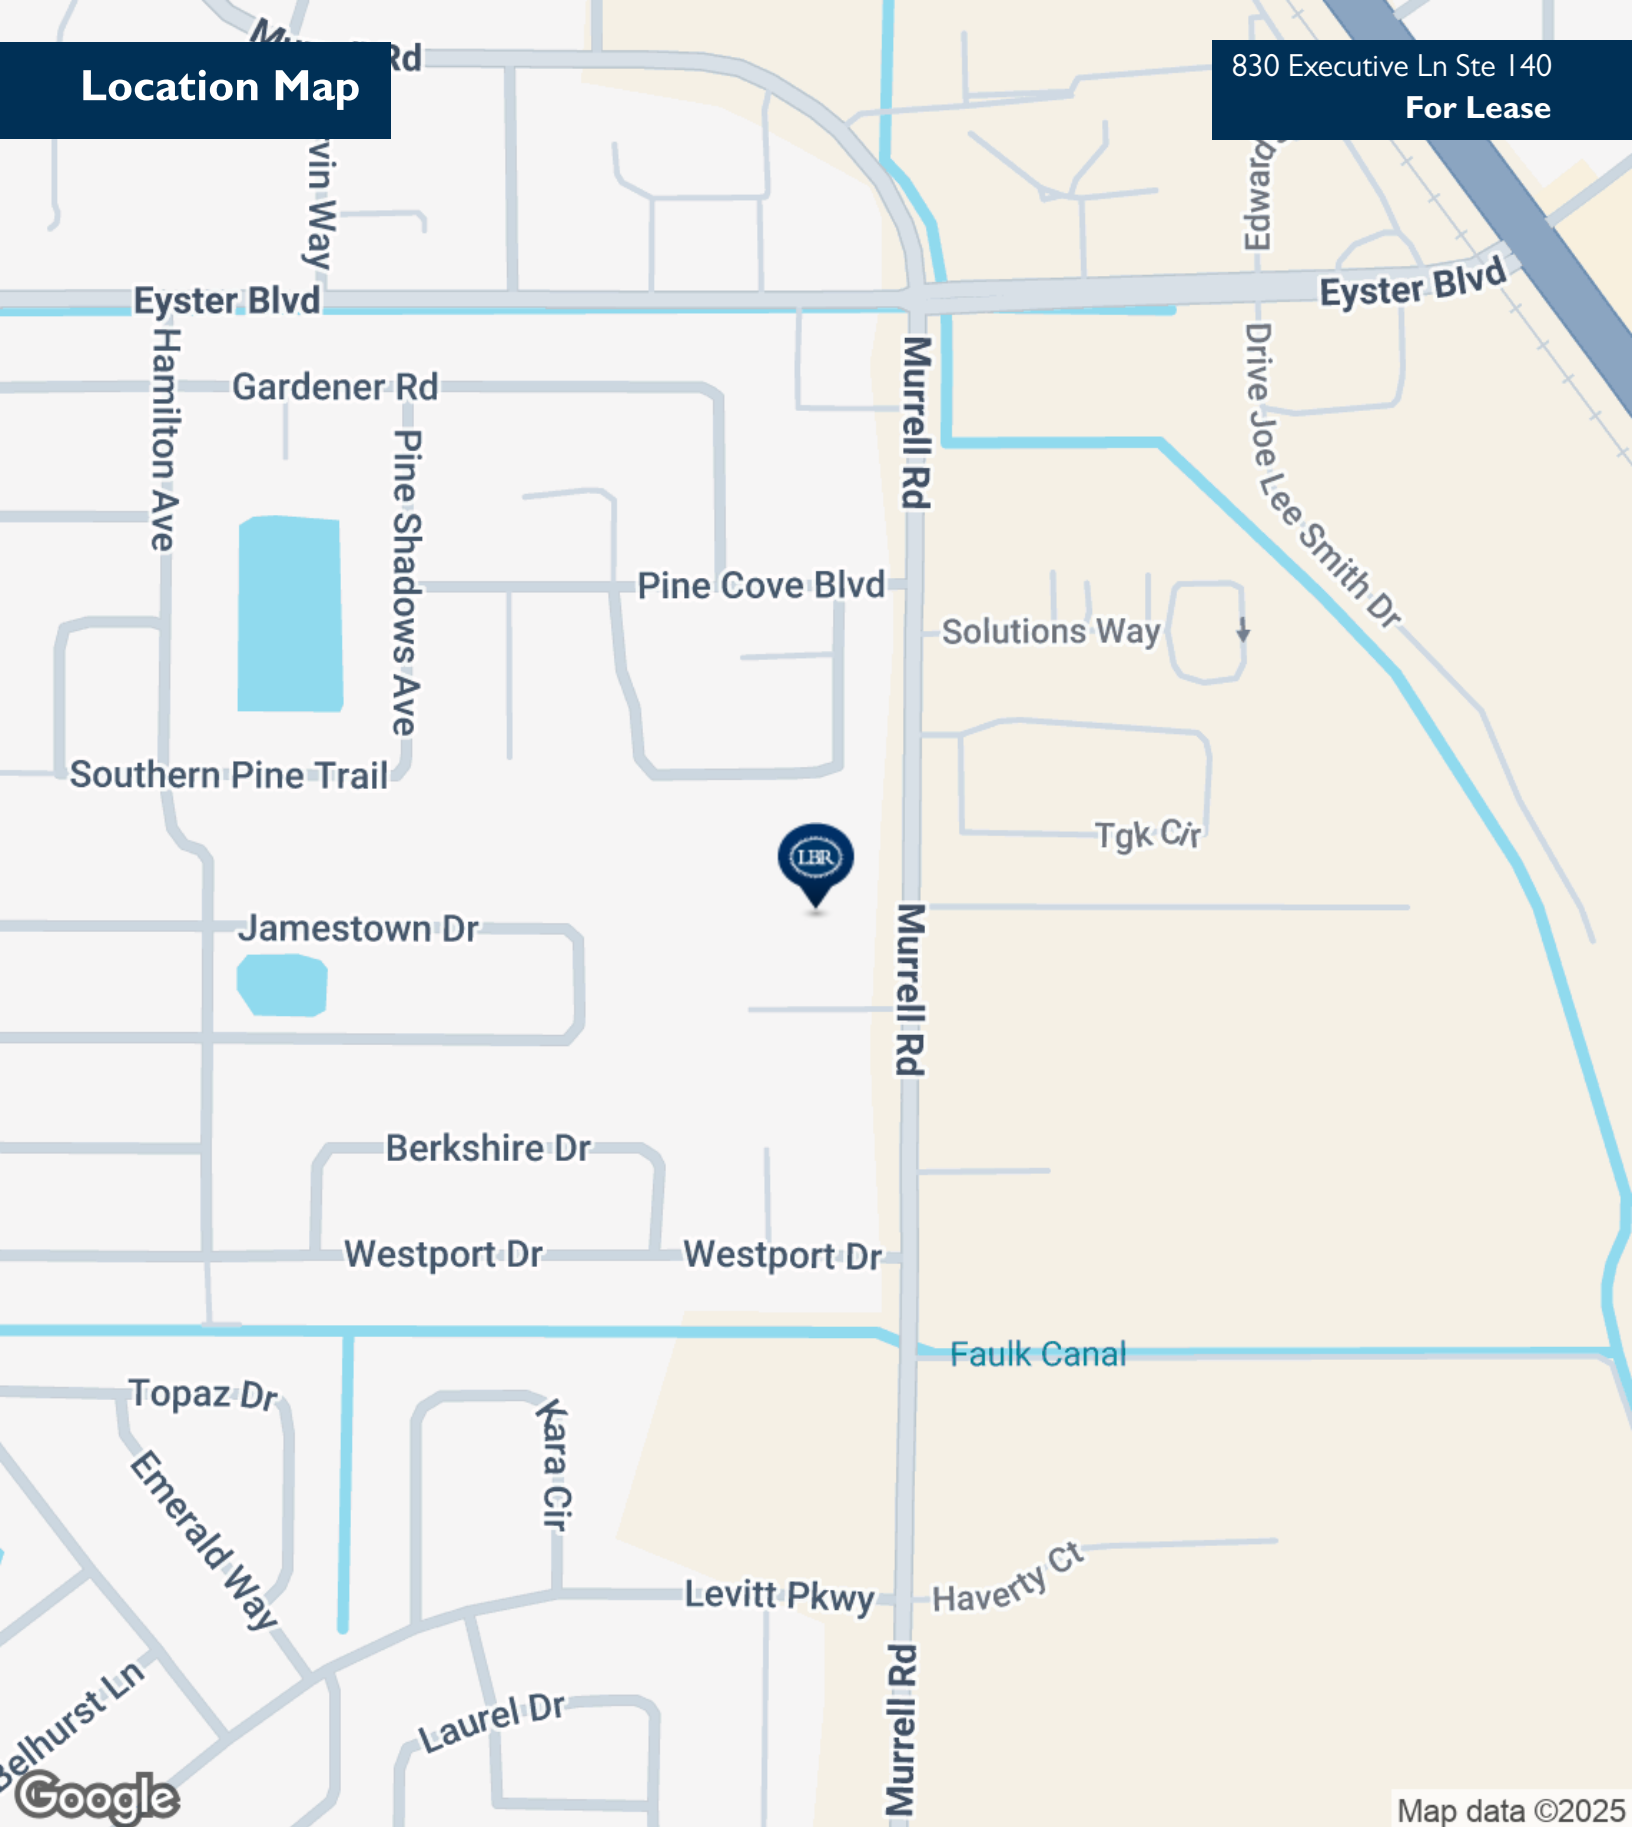 Location Map
830 Executive Ln Ste 140
For Lease
Rd
vin Way
Edwards
Eyster Blvd
Eyster Blvd
Hamilton Ave
Gardener Rd
Pine Shadows Ave
Murrell Rd
Drive Joe Lee Smith Dr
Pine Cove Blvd
Solutions Way
Southern Pine Trail
Tgk Cir
LBR
Jamestown Dr
Murrell Rd
Berkshire Dr
Westport Dr
Westport Dr
Faulk Canal
Topaz Dr
Kara Cir
Emerald Way
Levitt Pkwy
Haverty Ct
Belhurst Ln
Laurel Dr
Murrell Rd
Google
Map data ©2025